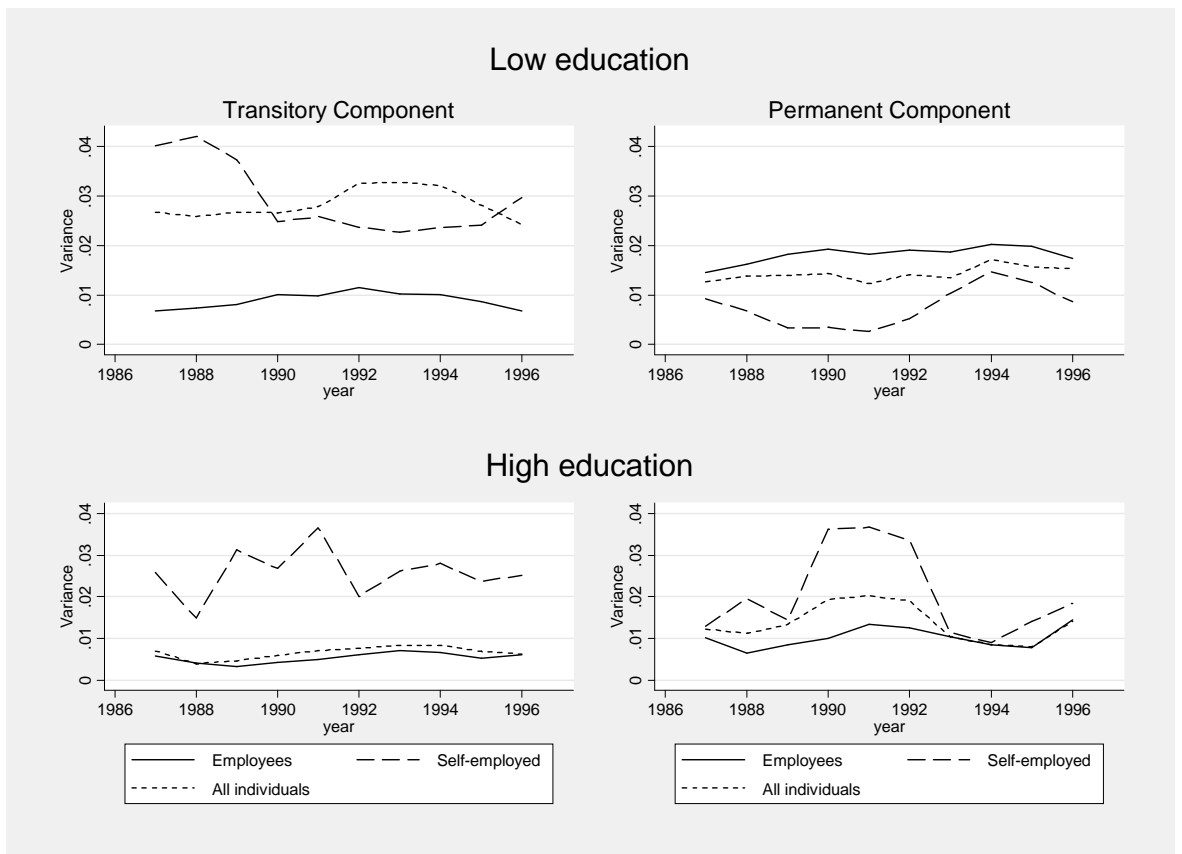 Low education
Transitory Component
Permanent Component
Variance
.04
.03
.02
.01
0
1986 1988 1990 1992 1994 1996
year
Variance
.04
.03
.02
.01
0
1986 1988 1990 1992 1994 1996
year
High education
Variance
.04
.03
.02
.01
0
1986 1988 1990 1992 1994 1996
year
Variance
.04
.03
.02
.01
0
1986 1988 1990 1992 1994 1996
year
Employees Self-employed
All individuals
Employees Self-employed
All individuals